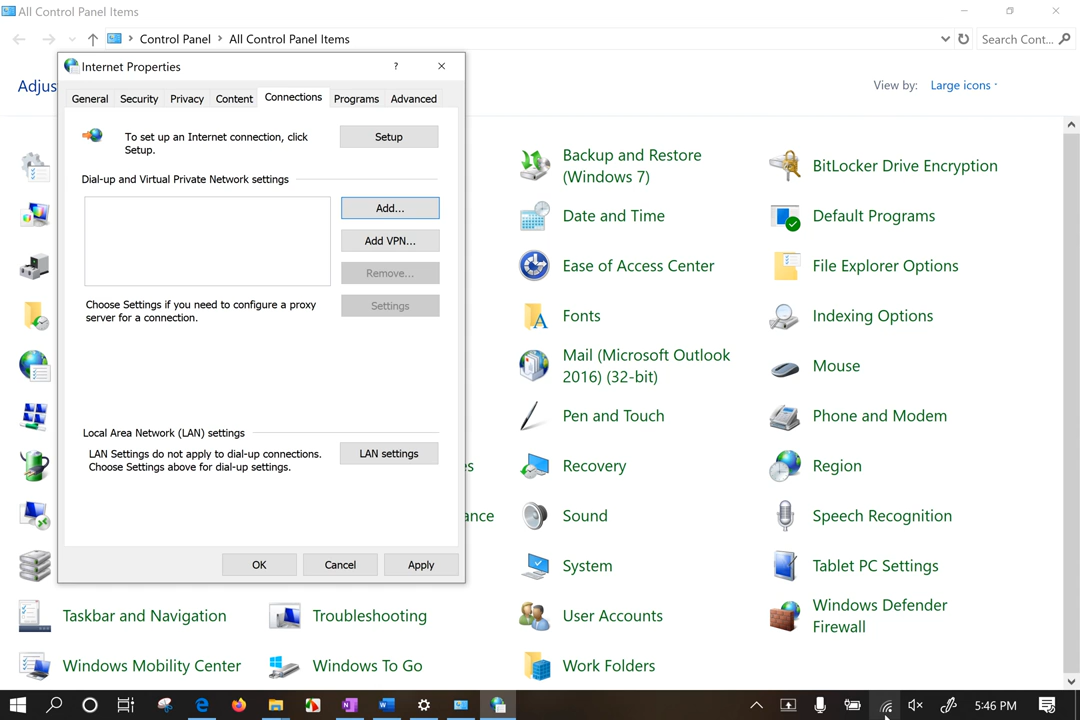 All Control Panel Items
Control Panel > All Control Panel Items
Search Cont...
Internet Properties
?
Adjus
View by: Large icons
General Security Privacy Content Connections Programs Advanced
To set up an Internet connection, click
Setup.
Setup
Dial-up and Virtual Private Network settings
Add...
Add VPN...
Remove...
Settings
Choose Settings if you need to configure a proxy
server for a connection.
Local Area Network (LAN) settings
LAN Settings do not apply to dial-up connections.
Choose Settings above for dial-up settings.
LAN settings
OK Cancel Apply
Backup and Restore
(Windows 7)
BitLocker Drive Encryption
Date and Time
Default Programs
Ease of Access Center
File Explorer Options
Fonts
Indexing Options
Mail (Microsoft Outlook
2016) (32-bit)
Mouse
Pen and Touch
Phone and Modem
es
Recovery
Region
ance
Sound
Speech Recognition
System
Tablet PC Settings
Taskbar and Navigation
Troubleshooting
User Accounts
Windows Defender
Firewall
Windows Mobility Center
Windows To Go
Work Folders
5:46 PM